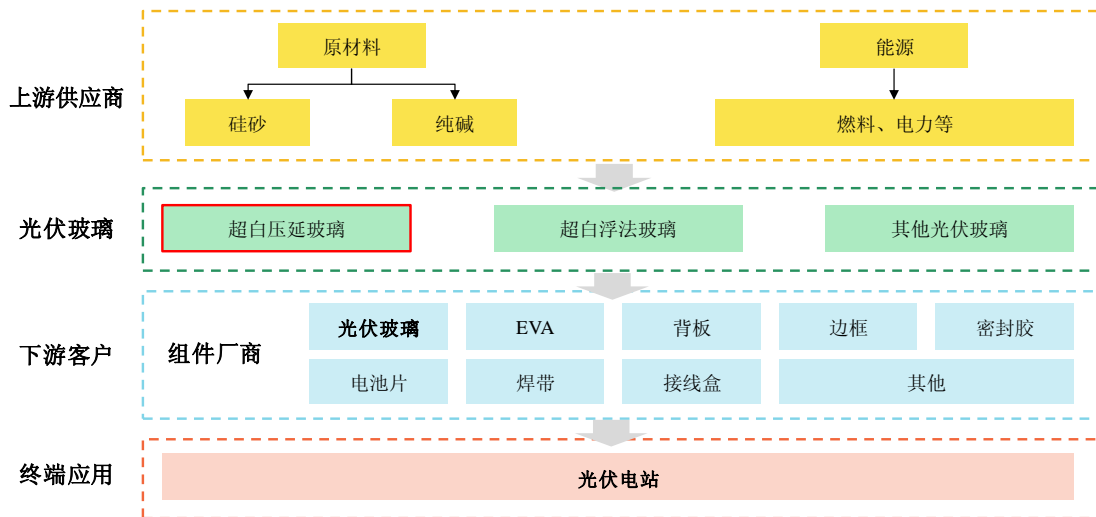 原材料
能源
上游供应商
硅砂
纯碱
燃料、电力等
光伏玻璃
超白压延玻璃
超白浮法玻璃
其他光伏玻璃
下游客户
组件厂商
光伏玻璃
EVA
背板
边框
密封胶
电池片
焊带
接线盒
其他
终端应用
光伏电站